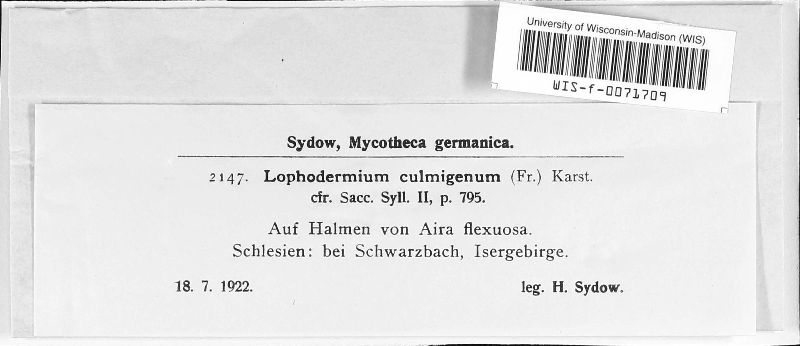 University of Wisconsin-Madison (WIS)
WIS-f-0071709
Sydow, Mycotheca germanica.
2147. Lophodermium culmigenum (Fr.) Karst.
cfr. Sacc. Syll. II, p. 795.
Auf Halmen von Aira flexuosa.
Schlesien: bei Schwarzbach, Isergebirge.
18. 7. 1922. leg. H. Sydow.